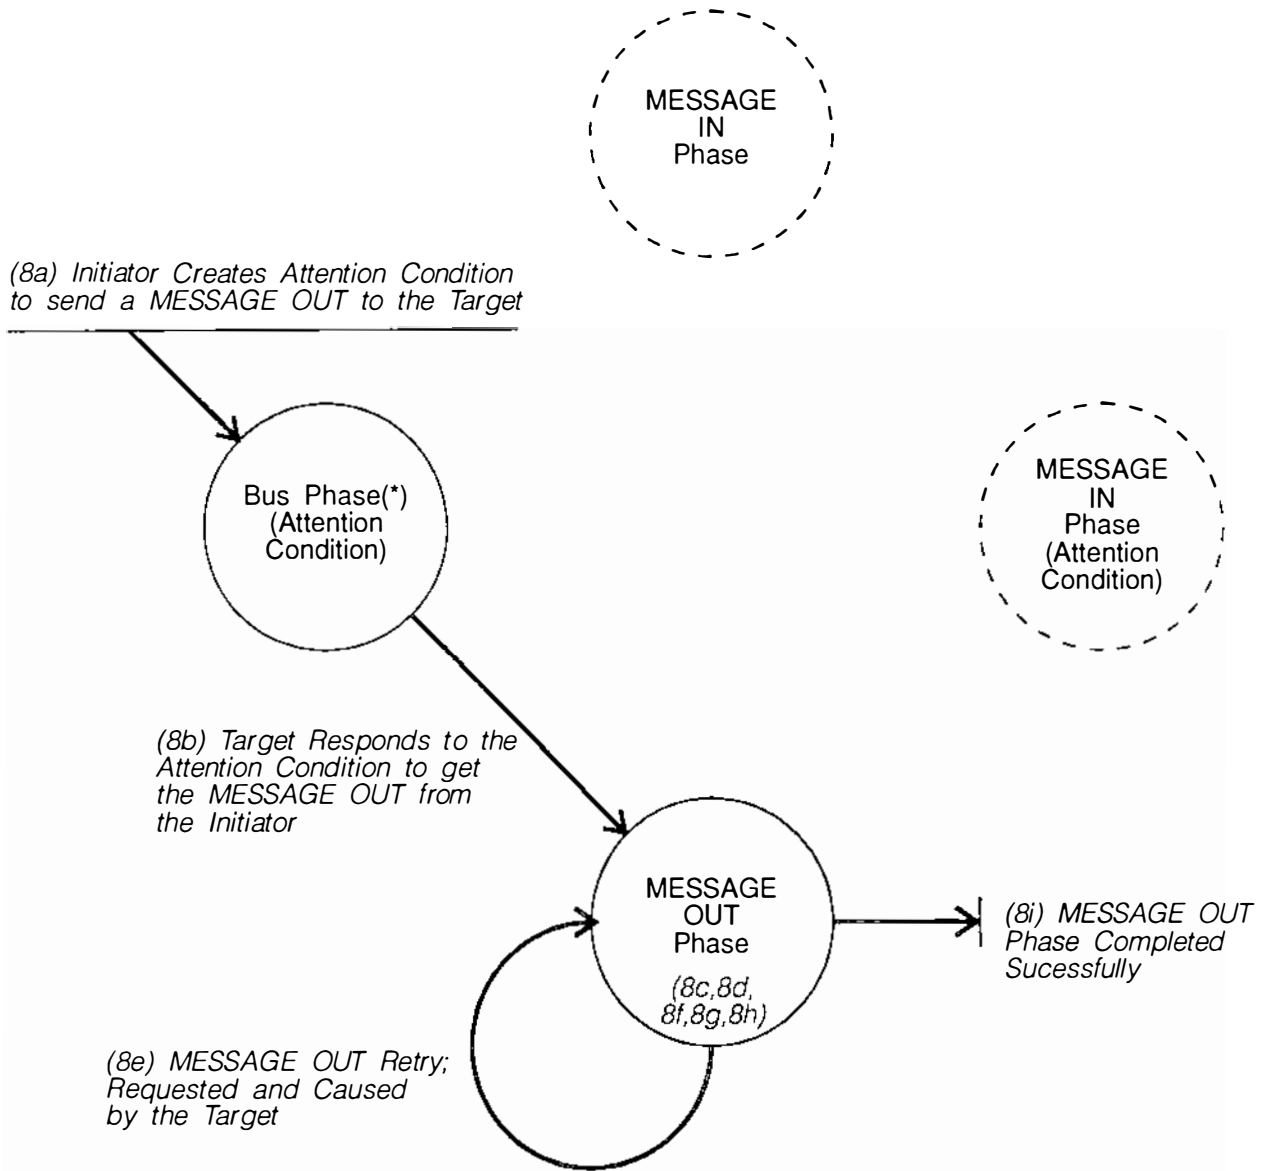 MESSAGE
IN
Phase
(8a) Initiator Creates Attention Condition
to send a MESSAGE OUT to the Target
Bus Phase(*)
(Attention
Condition)
MESSAGE
IN
Phase
(Attention
Condition)
(8b) Target Responds to the
Attention Condition to get
the MESSAGE OUT from
the Initiator
MESSAGE
OUT
Phase
(8c,8d,
8f,8g,8h)
(8i) MESSAGE OUT
Phase Completed
Sucessfully
(8e) MESSAGE OUT Retry;
Requested and Caused
by the Target